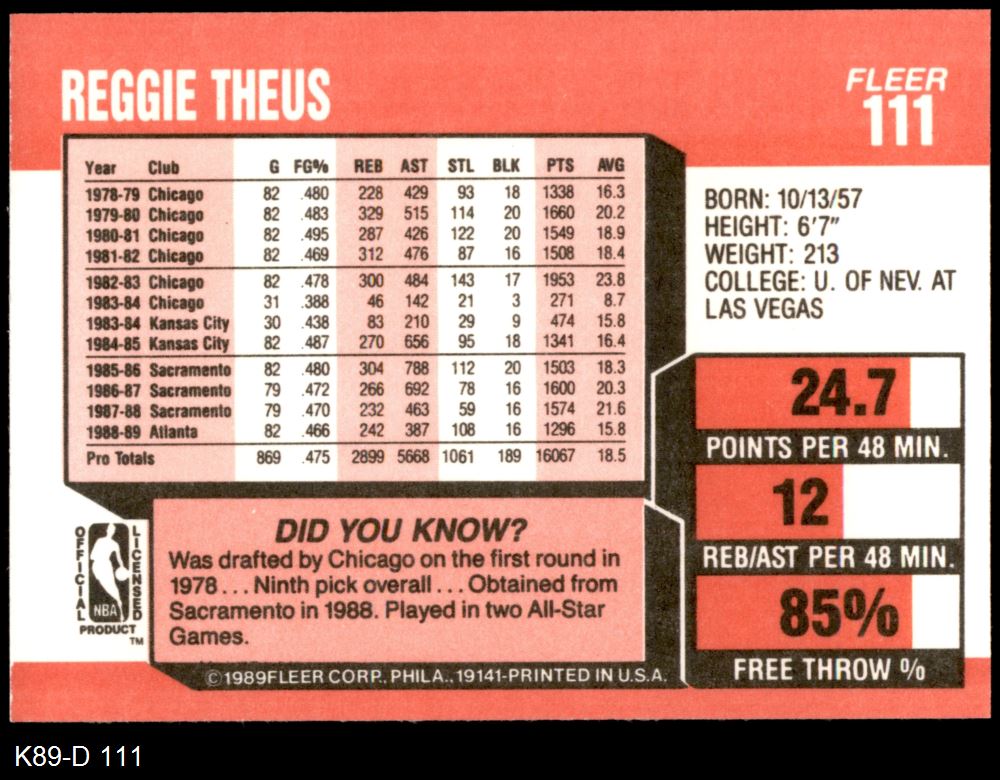 REGGIE THEUS
FLEER
111
Year Club G FG% REB AST STL BLK PTS AVG
1978-79 Chicago 82 .480 228 429 93 18 1338 16.3
1979-80 Chicago 82 .483 329 515 114 20 1660 20.2
1980-81 Chicago 82 .495 287 426 122 20 1549 18.9
1981-82 Chicago 82 .469 312 476 87 16 1508 18.4
1982-83 Chicago 82 .478 300 484 143 17 1953 23.8
1983-84 Chicago 31 .388 46 142 21 3 271 8.7
1983-84 Kansas City 30 .438 83 210 29 9 474 15.8
1984-85 Kansas City 82 .487 270 656 95 18 1341 16.4
1985-86 Sacramento 82 .480 304 788 112 20 1503 18.3
1986-87 Sacramento 79 .472 266 692 78 16 1600 20.3
1987-88 Sacramento 79 .470 232 463 59 16 1574 21.6
1988-89 Atlanta 82 .466 242 387 108 16 1296 15.8
Pro Totals 869 .475 2899 5668 1061 189 16067 18.5
BORN: 10/13/57
HEIGHT: 6'7"
WEIGHT: 213
COLLEGE: U. OF NEV. AT
LAS VEGAS
24.7
POINTS PER 48 MIN.
12
REB/AST PER 48 MIN.
85%
FREE THROW %
DID YOU KNOW?
Was drafted by Chicago on the first round in
1978... Ninth pick overall... Obtained from
Sacramento in 1988. Played in two All-Star
Games.
OFFICIAL
LICENSED
NBA
PRODUCT
TM
©1989FLEER CORP., PHILA., 19141-PRINTED IN U.S.A.
K89-D 111